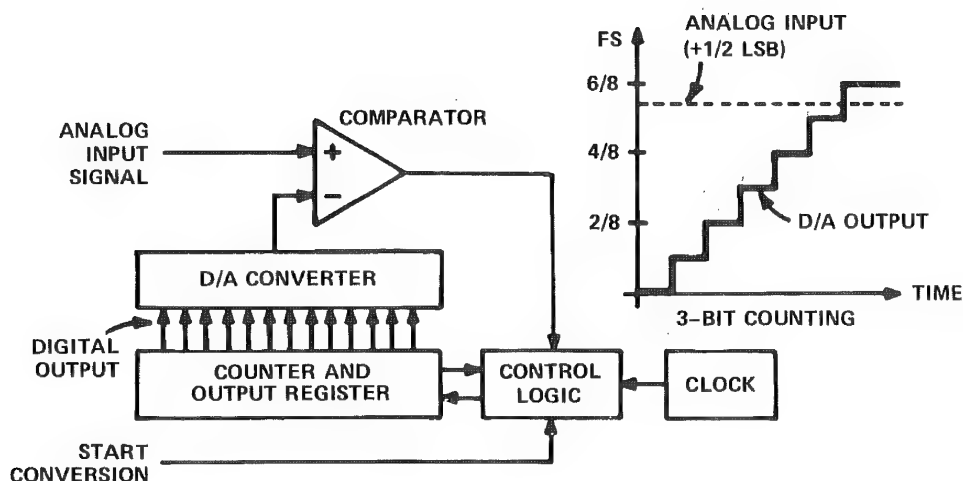 ANALOG
INPUT
SIGNAL
COMPARATOR
+
−
D/A CONVERTER
DIGITAL
OUTPUT
COUNTER AND
OUTPUT REGISTER
CONTROL
LOGIC
CLOCK
START
CONVERSION
FS
ANALOG INPUT
(+1/2 LSB)
6/8
4/8
2/8
D/A OUTPUT
TIME
3-BIT COUNTING